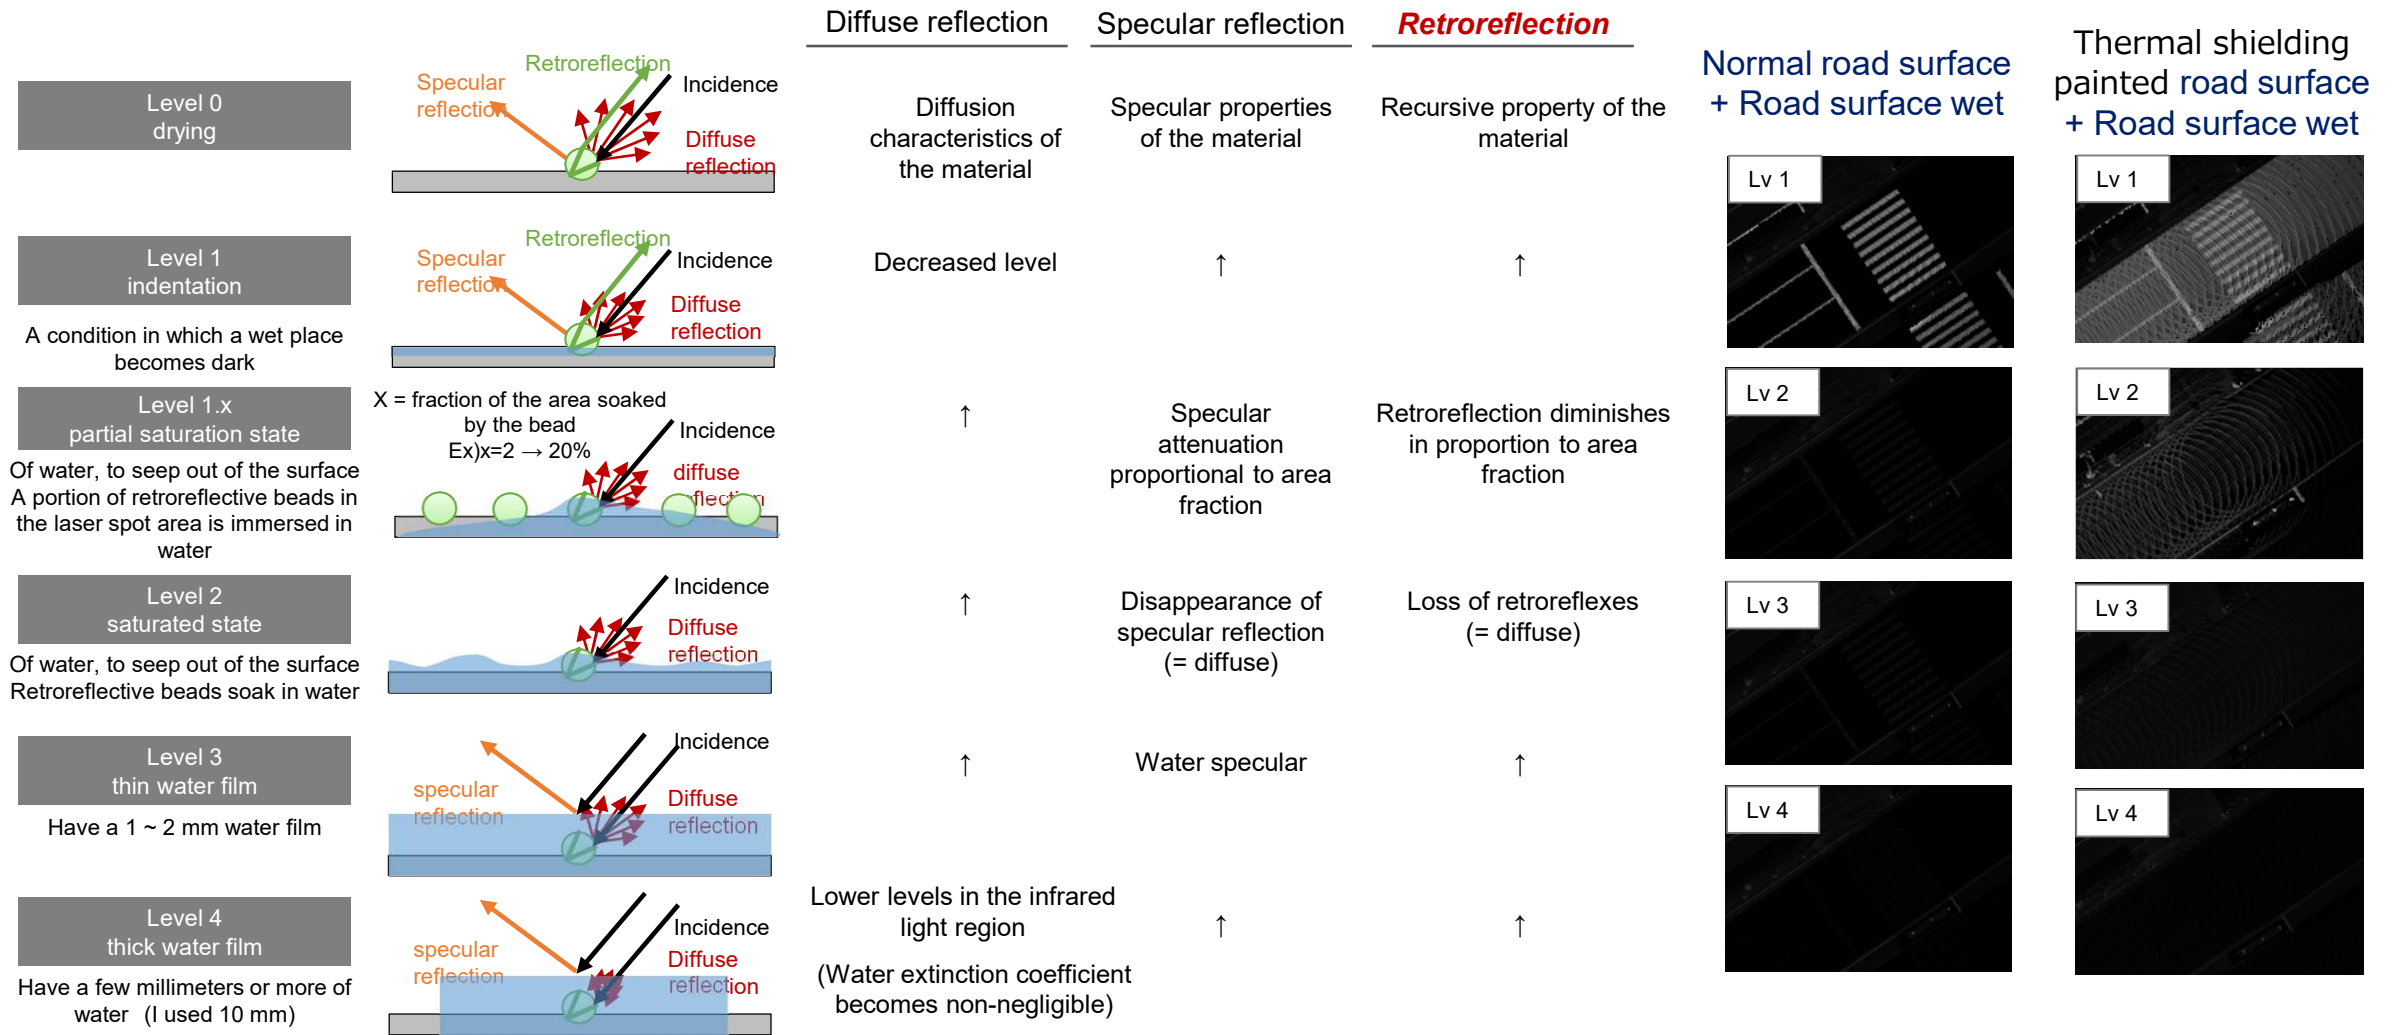 Diffuse reflection
Specular reflection
Retroreflection
Normal road surface
+ Road surface wet
Thermal shielding
painted road surface
+ Road surface wet
Level 0
drying
Retroreflection
Specular
reflection
Incidence
Diffuse
reflection
Diffusion
characteristics of
the material
Specular properties
of the material
Recursive property of the
material
Lv 1
Lv 1
Level 1
indentation
A condition in which a wet place
becomes dark
Retroreflection
Specular
reflection
Incidence
Diffuse
reflection
Decreased level
↑
↑
Level 1.x
partial saturation state
Of water, to seep out of the surface
A portion of retroreflective beads in
the laser spot area is immersed in
water
X = fraction of the area soaked
by the bead
Ex)x=2 → 20%
Incidence
diffuse
reflection
↑
Specular
attenuation
proportional to area
fraction
Retroreflection diminishes
in proportion to area
fraction
Lv 2
Lv 2
Level 2
saturated state
Of water, to seep out of the surface
Retroreflective beads soak in water
Incidence
Diffuse
reflection
↑
Disappearance of
specular reflection
(= diffuse)
Loss of retroreflexes
(= diffuse)
Lv 3
Lv 3
Level 3
thin water film
Have a 1 ~ 2 mm water film
Incidence
specular
reflection
Diffuse
reflection
↑
Water specular
↑
Lv 4
Lv 4
Level 4
thick water film
Have a few millimeters or more of
water (I used 10 mm)
Incidence
specular
reflection
Diffuse
reflection
Lower levels in the infrared
light region
(Water extinction coefficient
becomes non-negligible)
↑
↑